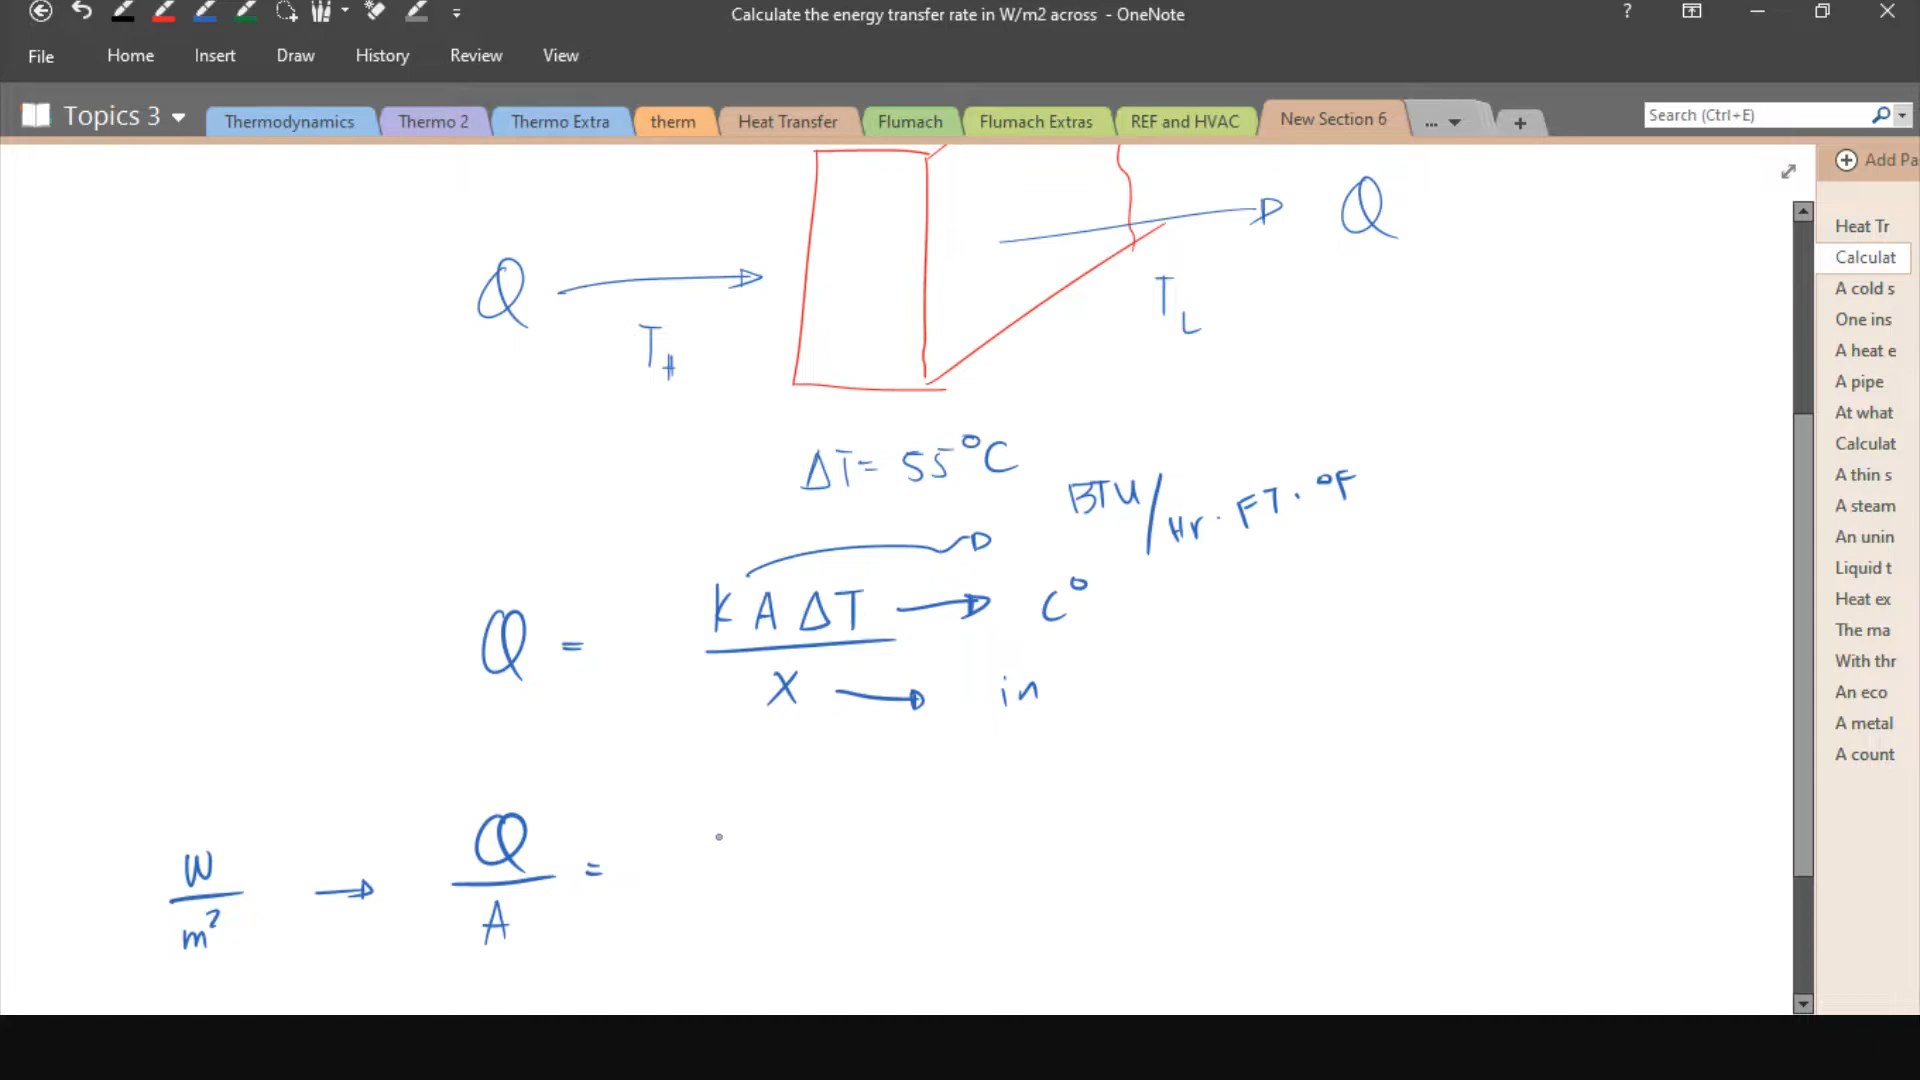 Calculate the energy transfer rate in W/m2 across - OneNote
?
File Home Insert Draw History Review View
Topics 3 Thermodynamics Thermo 2 Thermo Extra therm Heat Transfer Flumach Flumach Extras REF and HVAC New Section 6 ... + Search (Ctrl+E)
Add Pa
Heat Tr
Calculat
A cold s
One ins
A heat e
A pipe
At what
Calculat
A thin s
A steam
An unin
Liquid t
Heat ex
The ma
With thr
An eco
A metal
A count
Q
Q
T_H
T_L
ΔT = 55°C
BTU/Hr·FT·°F
Q = K A ΔT → C°
X → in
W/m² → Q/A =